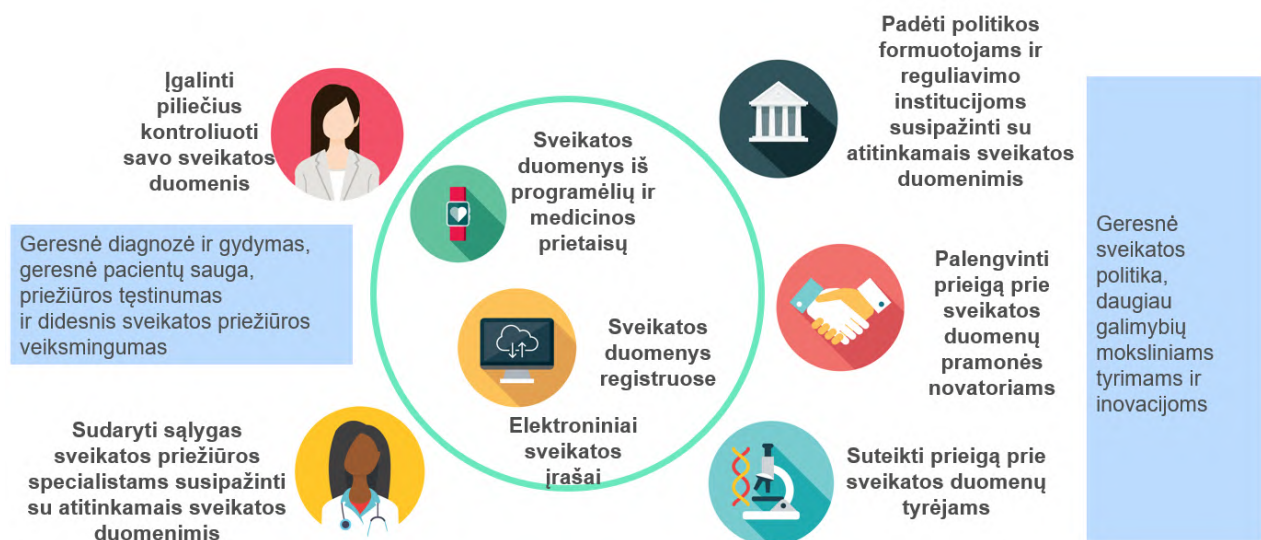 Įgalinti
piliečius
kontroliuoti
savo sveikatos
duomenis
Geresnė diagnozė ir gydymas,
geresnė pacientų sauga,
priežiūros tęstinumas
ir didesnis sveikatos priežiūros
veiksmingumas
Sudaryti sąlygas
sveikatos priežiūros
specialistams susipažinti
su atitinkamais sveikatos
duomenimis
Sveikatos
duomenys iš
programėlių ir
medicinos
prietaisų
Sveikatos
duomenys
registruose
Elektroniniai
sveikatos
įrašai
Padėti politikos
formuotojams ir
reguliavimo
institucijoms
susipažinti su
atitinkamais sveikatos
duomenimis
Palengvinti
prieigą prie
sveikatos
duomenų
pramonės
novatoriams
Suteikti prieigą prie
sveikatos duomenų
tyrėjams
Geresnė
sveikatos
politika,
daugiau
galimybių
moksliniams
tyrimams ir
inovacijoms